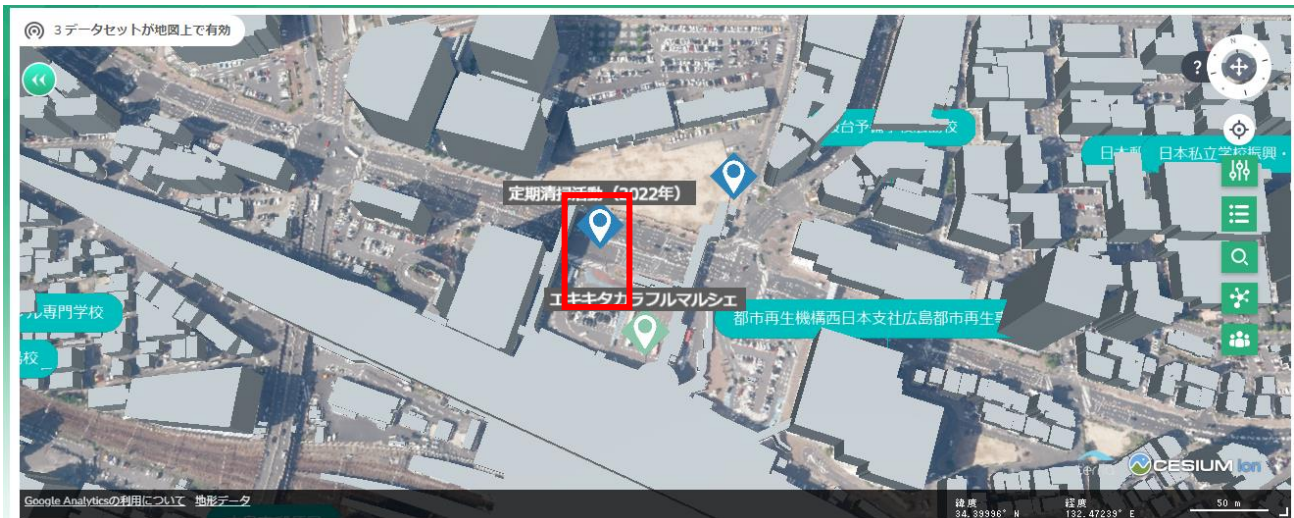 3データセットが地図上で有効
N
?
日本私立学校振興・
定期清掃活動（2022年）
エキキタカラフルマルシェ
都市再生機構西日本支社広島都市再生
ル専門学校
校
CESIUM ion
Google Analyticsの利用について 地形データ
緯度 34.39996° N
経度 132.47239° E
50 m